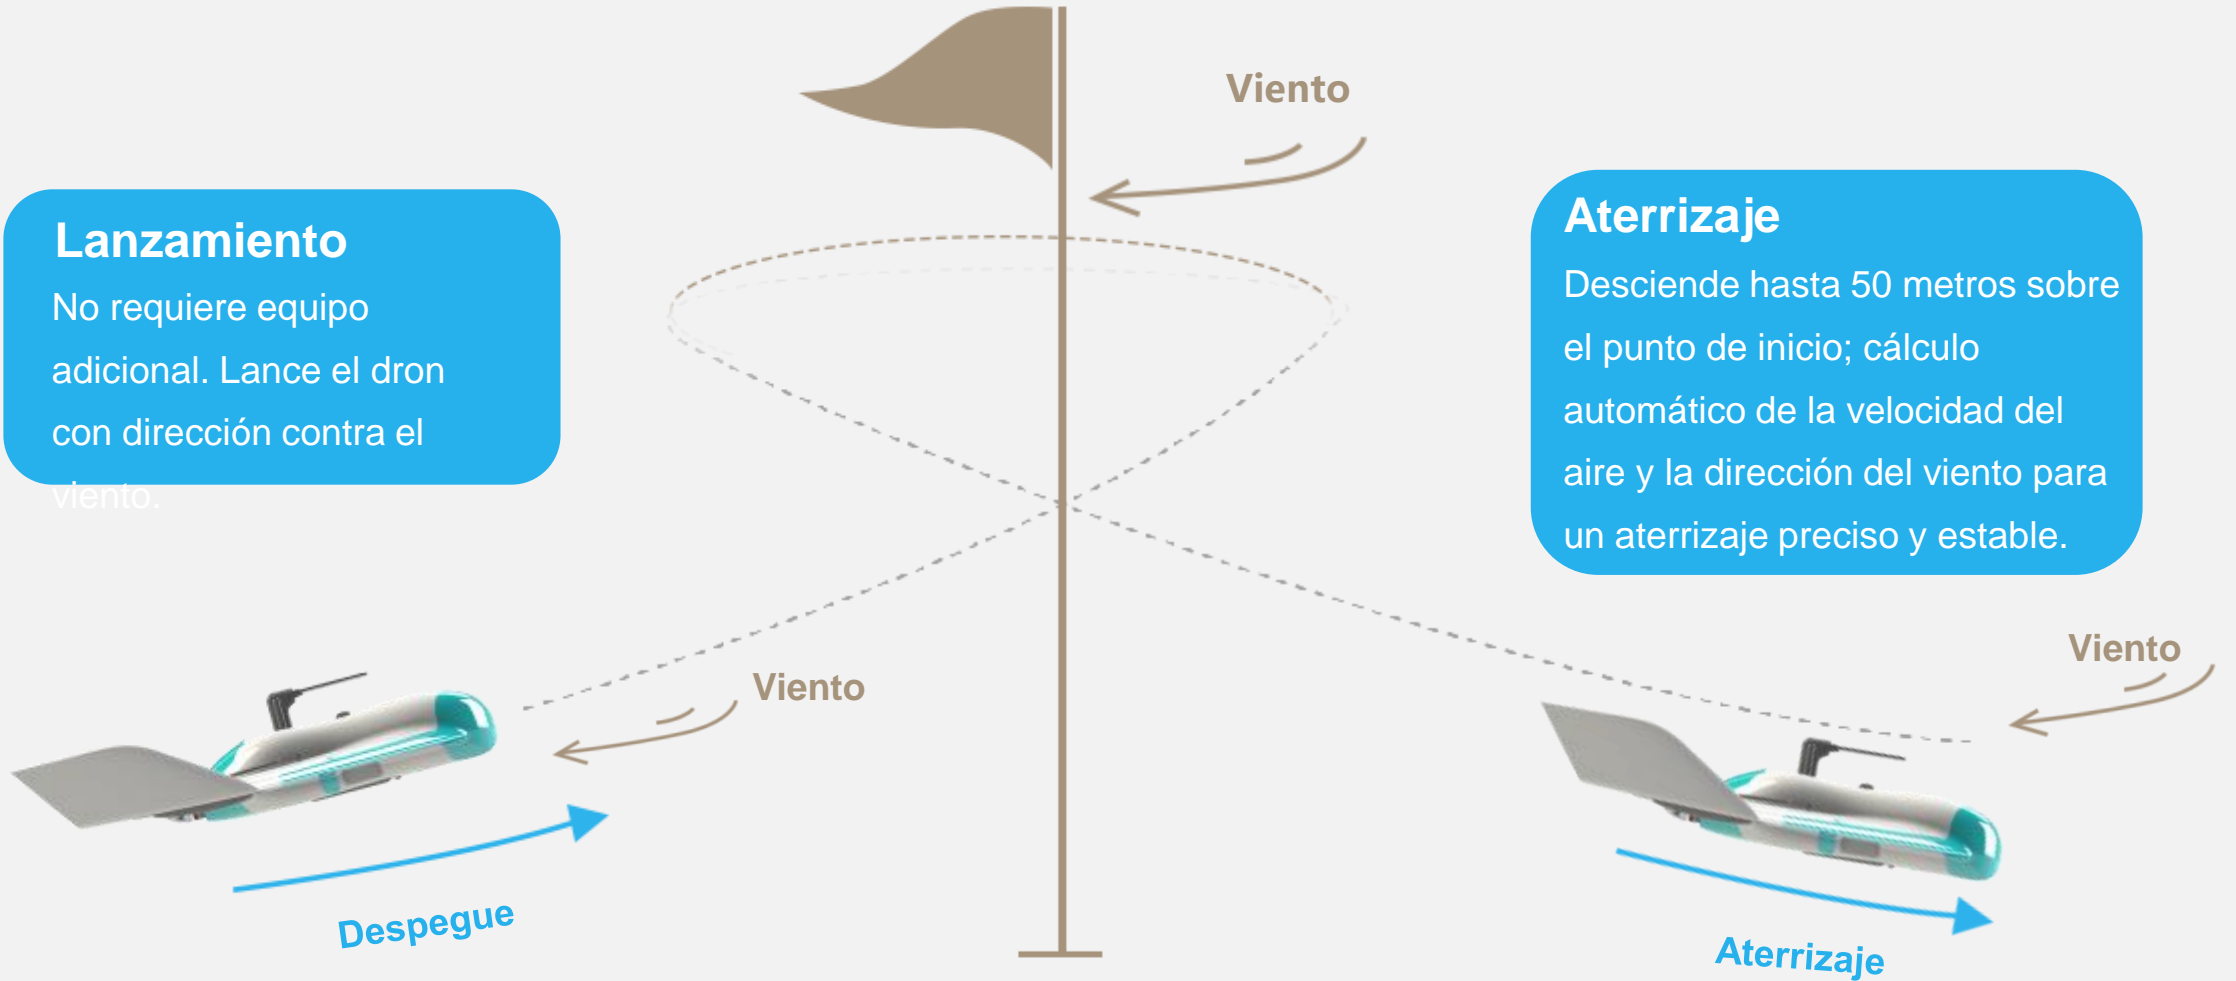 Viento
Lanzamiento
No requiere equipo
adicional. Lance el dron
con dirección contra el
viento.
Aterrizaje
Desciende hasta 50 metros sobre
el punto de inicio; cálculo
automático de la velocidad del
aire y la dirección del viento para
un aterrizaje preciso y estable.
Viento
Viento
Despegue
Aterrizaje